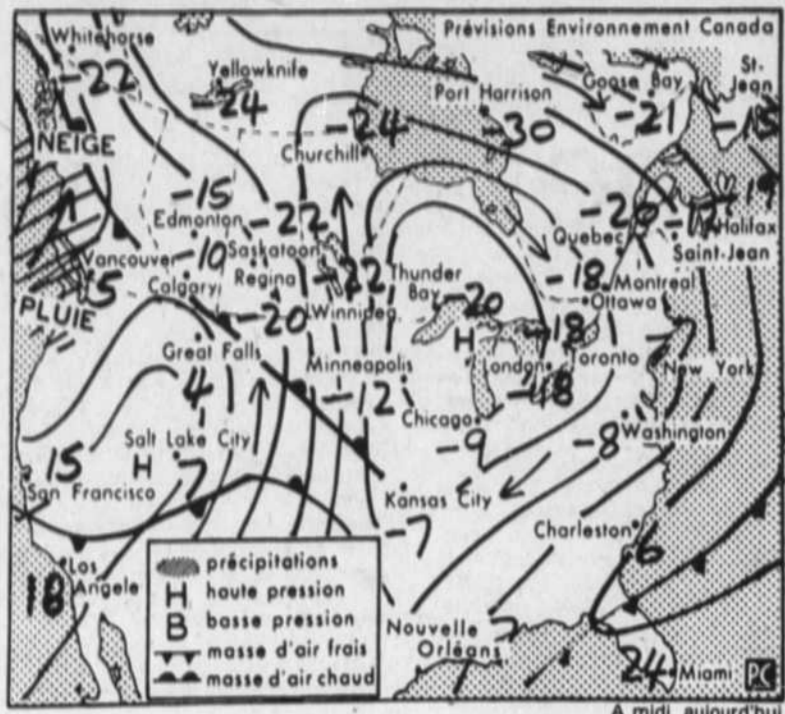 Prévisions Environnement Canada
Whitehorse
-22
Yellowknife
-24
Port Harrison
-30
Goose Bay
-21
St-
Jean
-15
NEIGE
Churchill
-24
-15
Edmonton
-22
Saskatoon
-10
Vancouver
5
Calgary
Regina
-22
Winnipeg
-20
PLUIE
Thunder
Bay
-20
H
Quebec
-20
Halifax
Saint-Jean
-18
Montreal
Ottawa
-18
Toronto
London
-18
-7
New York
Great Falls
4
Minneapolis
-12
Chicago
-9
-8
Washington
15
Salt Lake City
H
7
San Francisco
Kansas City
-7
Charleston
6
Los
Angele
18
Nouvelle
Orléans
7
24
Miami
PC
précipitations
H haute pression
B basse pression
masse d'air frais
masse d'air chaud
A midi, aujourd'hui